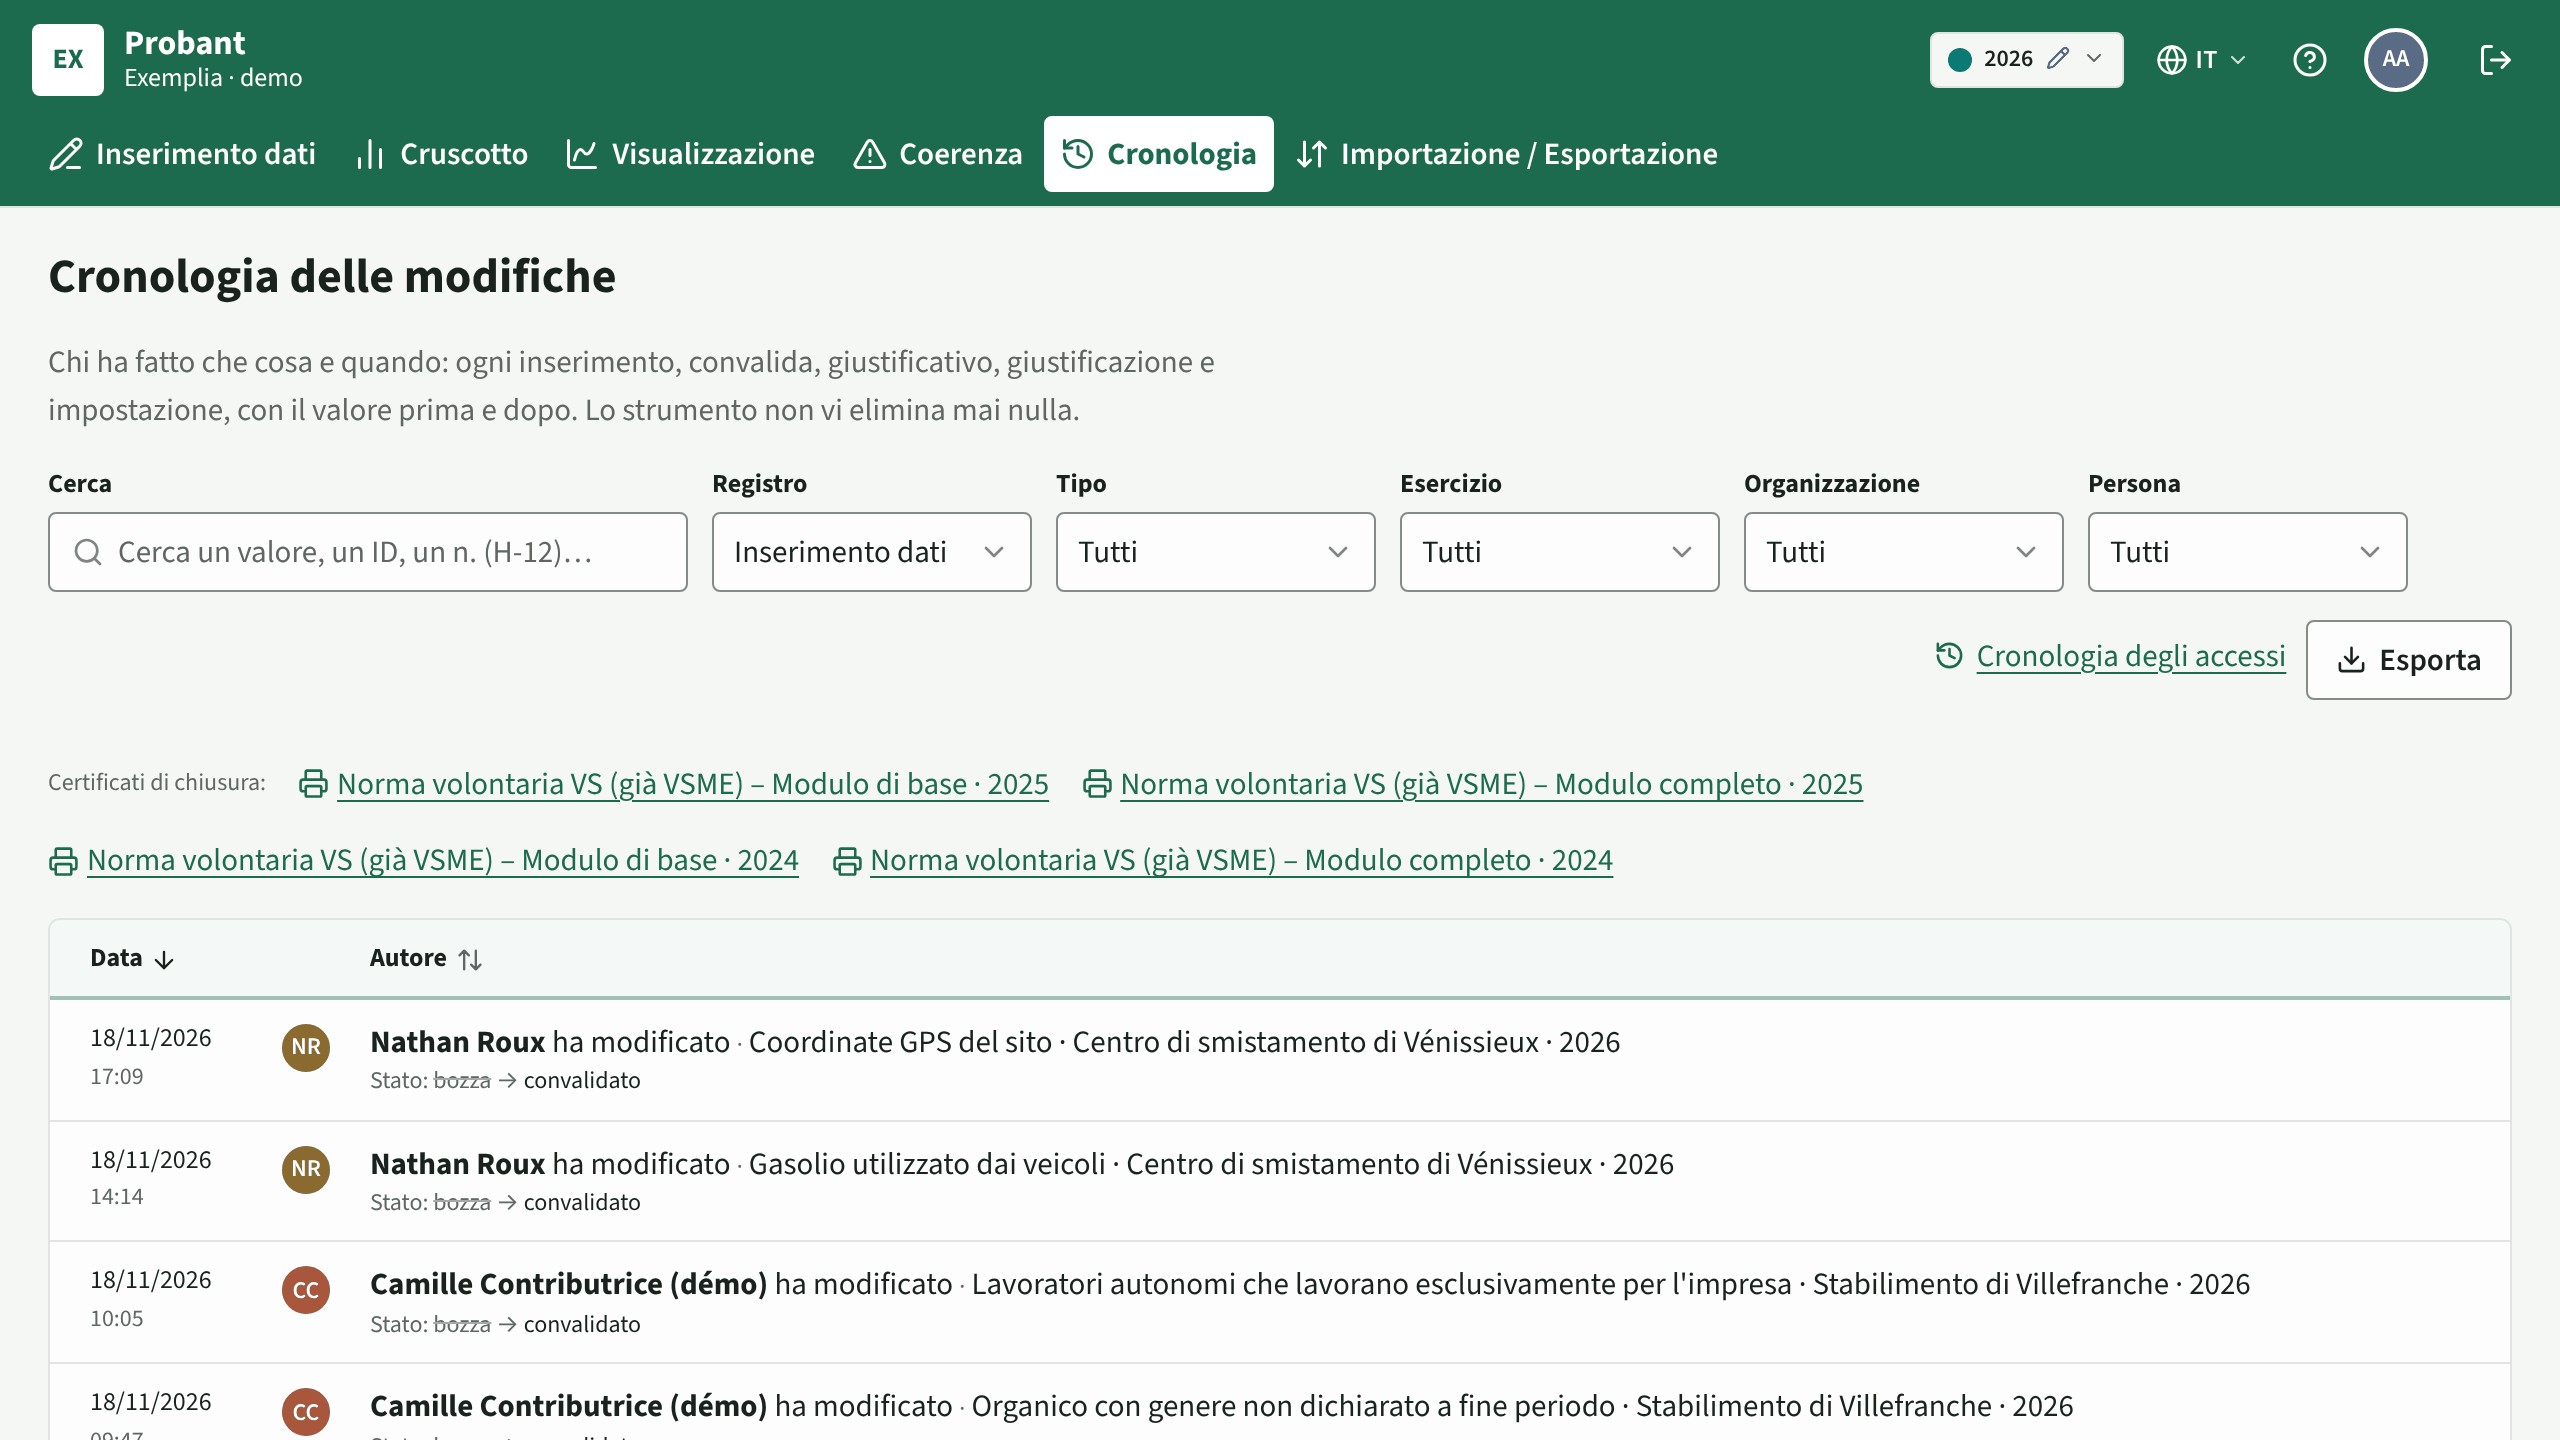 EX
Probant
Exemplia · demo
2026
IT
AA
Inserimento dati
Cruscotto
Visualizzazione
Coerenza
Cronologia
Importazione / Esportazione
Cronologia delle modifiche
Chi ha fatto che cosa e quando: ogni inserimento, convalida, giustificativo, giustificazione e
impostazione, con il valore prima e dopo. Lo strumento non vi elimina mai nulla.
Cerca
Registro
Tipo
Esercizio
Organizzazione
Persona
Cerca un valore, un ID, un n. (H-12)…
Inserimento dati
Tutti
Tutti
Tutti
Tutti
Cronologia degli accessi
Esporta
Certificati di chiusura:
Norma volontaria VS (già VSME) – Modulo di base · 2025
Norma volontaria VS (già VSME) – Modulo completo · 2025
Norma volontaria VS (già VSME) – Modulo di base · 2024
Norma volontaria VS (già VSME) – Modulo completo · 2024
Data
Autore
18/11/2026
17:09
NR
Nathan Roux ha modificato · Coordinate GPS del sito · Centro di smistamento di Vénissieux · 2026
Stato: bozza → convalidato
18/11/2026
14:14
NR
Nathan Roux ha modificato · Gasolio utilizzato dai veicoli · Centro di smistamento di Vénissieux · 2026
Stato: bozza → convalidato
18/11/2026
10:05
CC
Camille Contributrice (démo) ha modificato · Lavoratori autonomi che lavorano esclusivamente per l'impresa · Stabilimento di Villefranche · 2026
Stato: bozza → convalidato
18/11/2026
CC
Camille Contributrice (démo) ha modificato · Organico con genere non dichiarato a fine periodo · Stabilimento di Villefranche · 2026